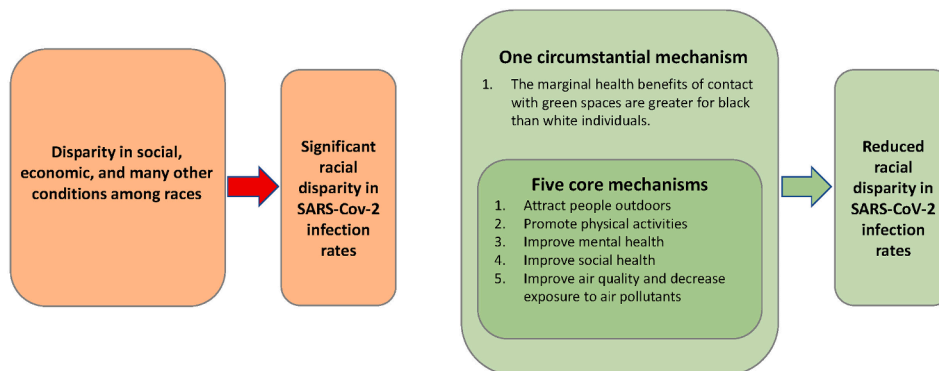 Disparity in social,
economic, and many other
conditions among races
Significant
racial
disparity in
SARS-Cov-2
infection
rates
One circumstantial mechanism
1. The marginal health benefits of contact
with green spaces are greater for black
than white individuals.
Five core mechanisms
1. Attract people outdoors
2. Promote physical activities
3. Improve mental health
4. Improve social health
5. Improve air quality and decrease
exposure to air pollutants
Reduced
racial
disparity in
SARS-CoV-2
infection
rates